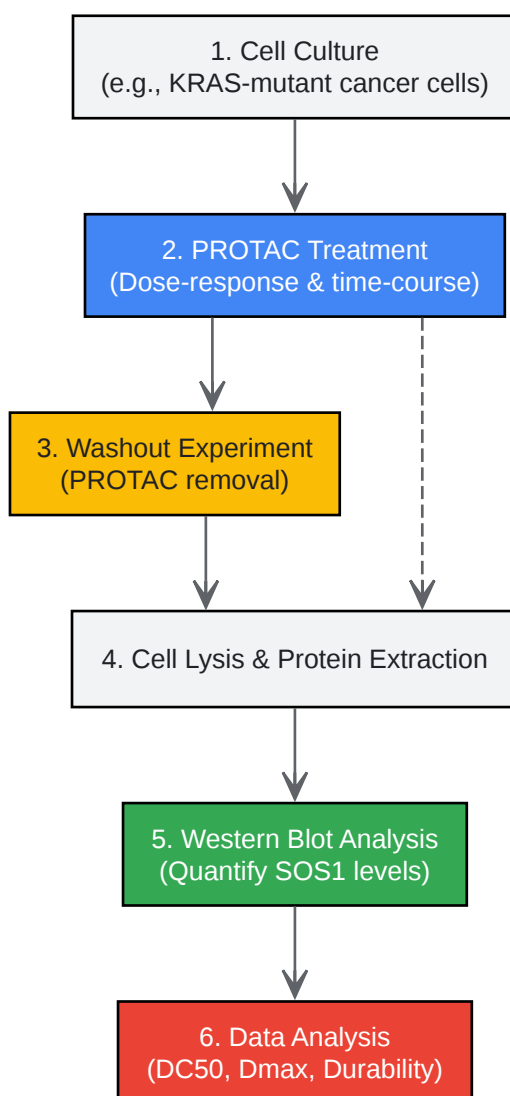 1. Cell Culture
(e.g., KRAS-mutant cancer cells)
2. PROTAC Treatment
(Dose-response & time-course)
3. Washout Experiment
(PROTAC removal)
4. Cell Lysis & Protein Extraction
5. Western Blot Analysis
(Quantify SOS1 levels)
6. Data Analysis
(DC50, Dmax, Durability)